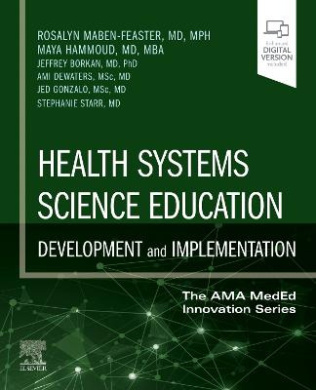 ROSALYN MABEN-FEASTER, MD, MPH
MAYA HAMMOUD, MD, MBA
JEFFREY BORKAN, MD, PhD
AMI DEWATERS, MSc, MD
JED GONZALO, MSc, MD
STEPHANIE STARR, MD
DIGITAL
VERSION
HEALTH SYSTEMS
SCIENCE EDUCATION
DEVELOPMENT and IMPLEMENTATION
The AMA MedEd
Innovation Series
ELSEVIER